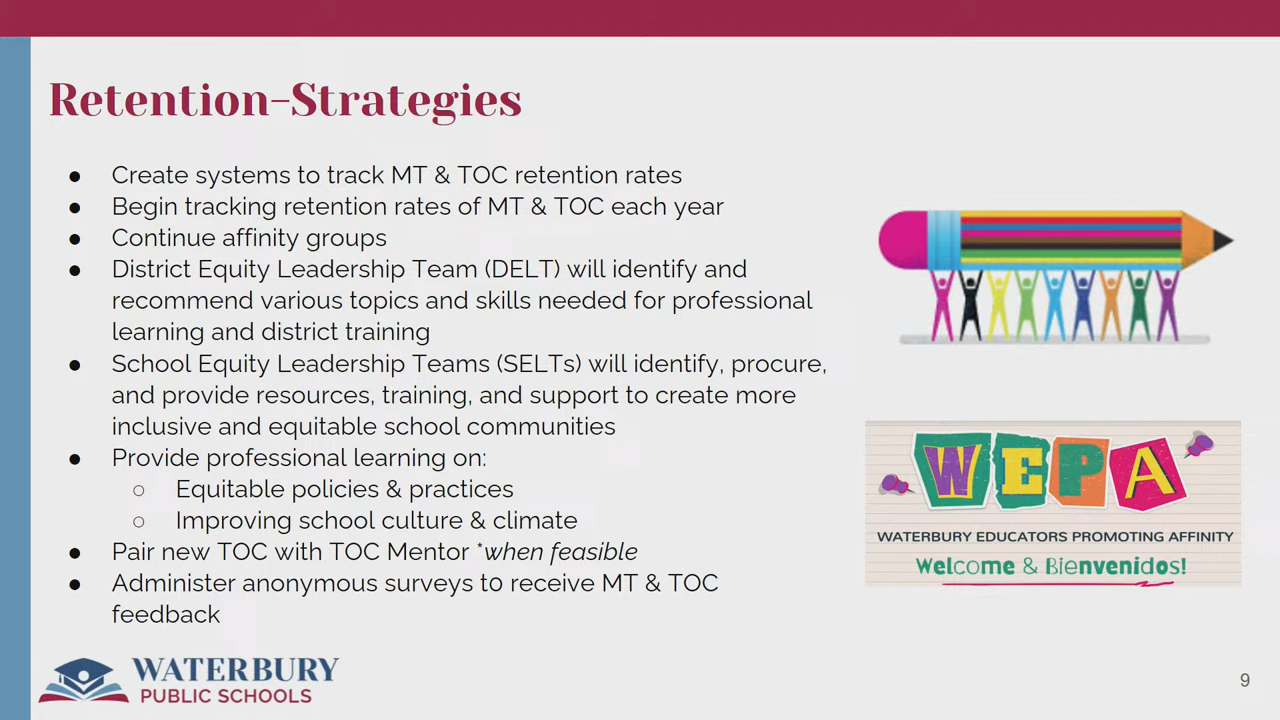 Retention-Strategies
● Create systems to track MT & TOC retention rates
● Begin tracking retention rates of MT & TOC each year
● Continue affinity groups
● District Equity Leadership Team (DELT) will identify and
recommend various topics and skills needed for professional
learning and district training
● School Equity Leadership Teams (SELTs) will identify, procure,
and provide resources, training, and support to create more
inclusive and equitable school communities
● Provide professional learning on:
○ Equitable policies & practices
○ Improving school culture & climate
● Pair new TOC with TOC Mentor *when feasible
● Administer anonymous surveys t0 receive MT & TOC
feedback
WEPA
WATERBURY EDUCATORS PROMOTING AFFINITY
Welcome & Bienvenidos!
WATERBURY
PUBLIC SCHOOLS
9